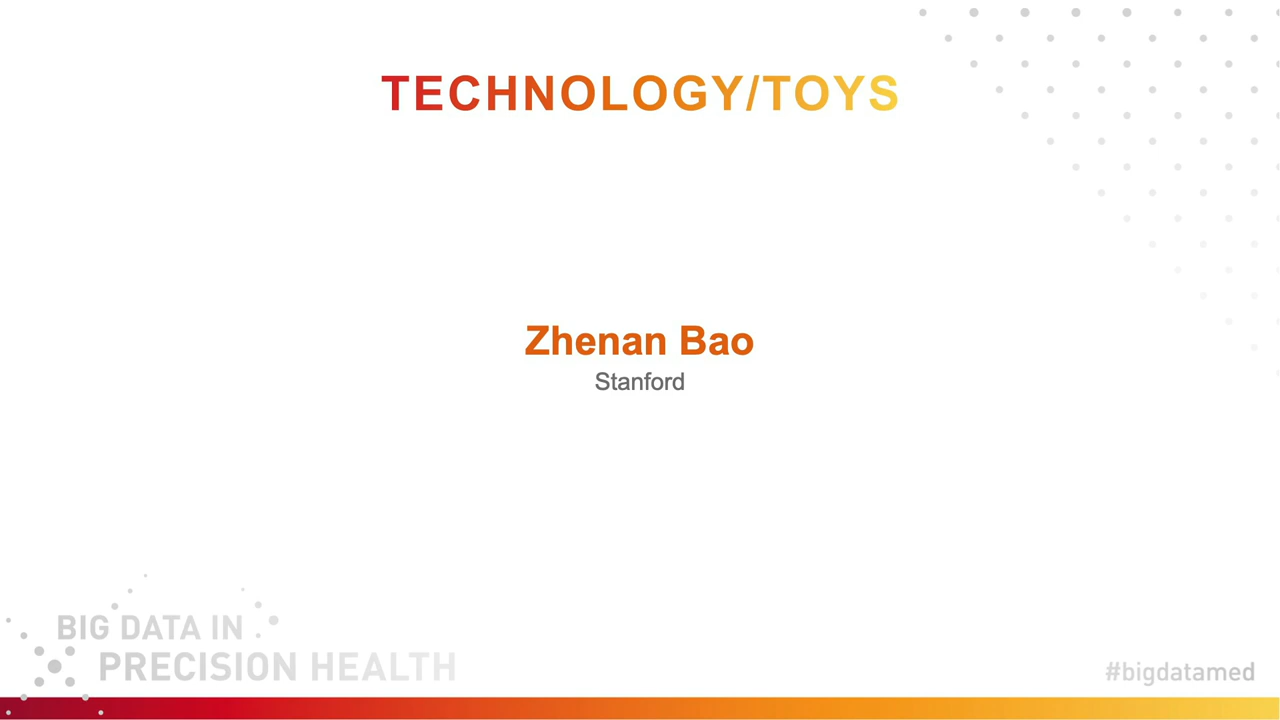 TECHNOLOGY/TOYS
Zhenan Bao
Stanford
BIG DATA IN
PRECISION HEALTH
#bigdatamed